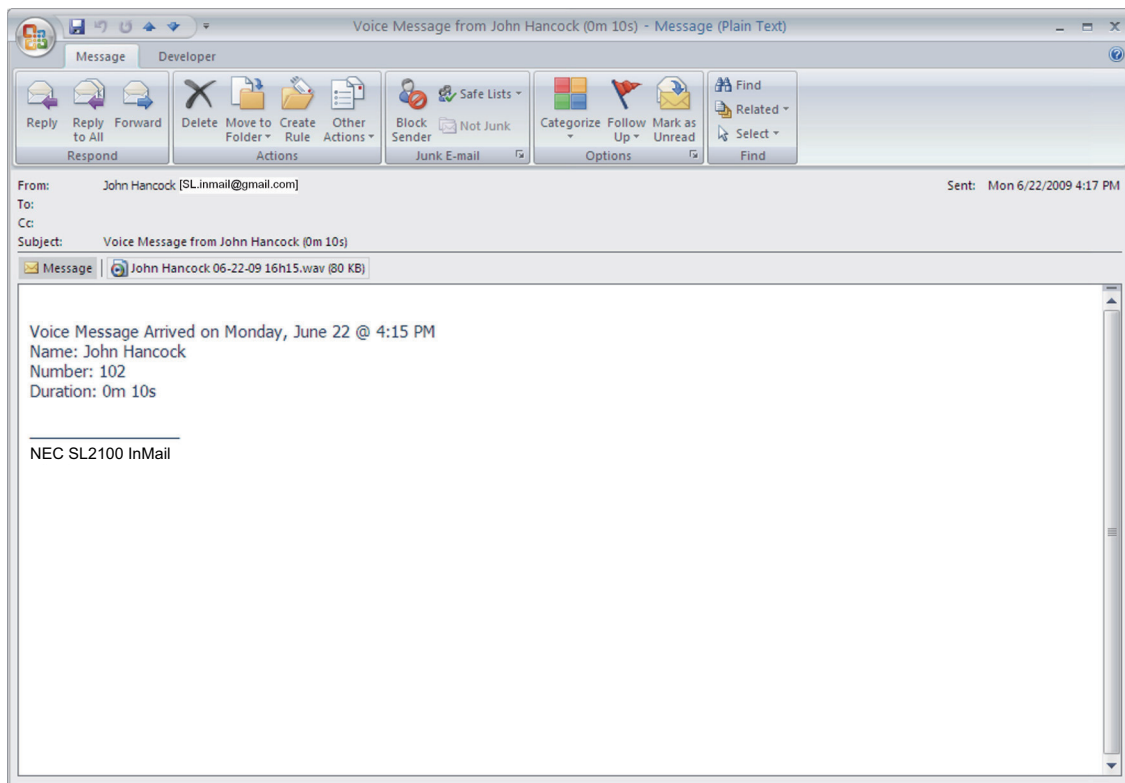 Voice Message from John Hancock (0m 10s) - Message (Plain Text)
Message Developer
Reply
Reply to All
Forward
Respond
Delete
Move to Folder
Create Rule
Other Actions
Actions
Block Sender
Safe Lists
Not Junk
Junk E-mail
Categorize
Follow Up
Mark as Unread
Options
Find
Related
Select
Find
From: John Hancock [SL.inmail@gmail.com] Sent: Mon 6/22/2009 4:17 PM
To:
Cc:
Subject: Voice Message from John Hancock (0m 10s)
Message John Hancock 06-22-09 16h15.wav (80 KB)
Voice Message Arrived on Monday, June 22 @ 4:15 PM
Name: John Hancock
Number: 102
Duration: 0m 10s
NEC SL2100 InMail